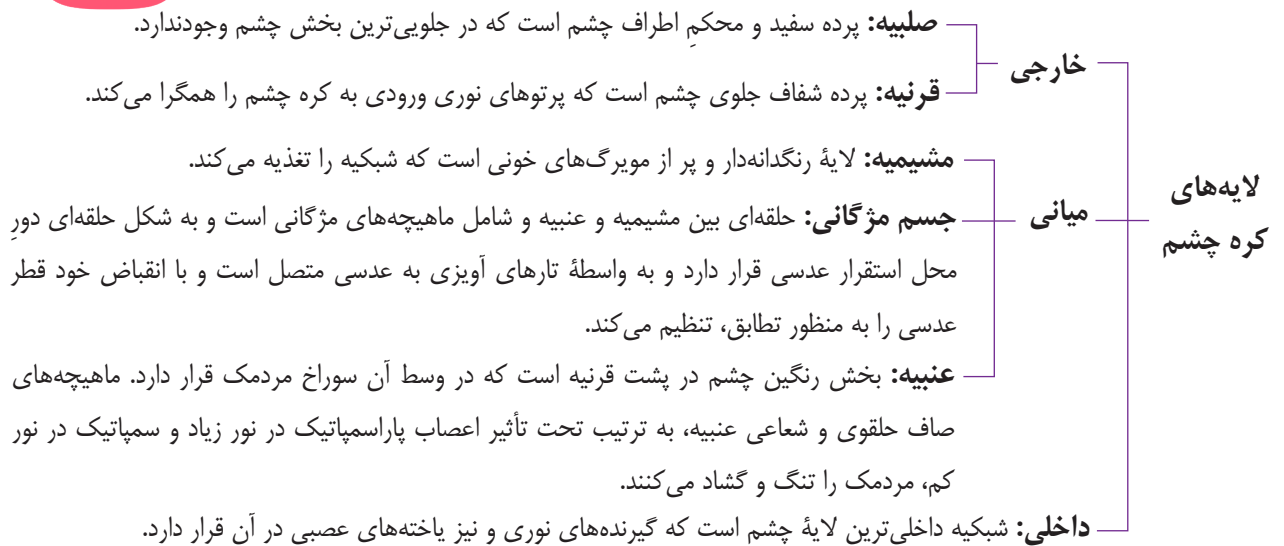 صلبیه: پرده سفید و محکمِ اطراف چشم است که در جلویی‌ترین بخش چشم وجودندارد.
خارجی
قرنیه: پرده شفاف جلوی چشم است که پرتوهای نوری ورودی به کره چشم را همگرا می‌کند.
مشیمیه: لایۀ رنگدانه‌دار و پر از مویرگ‌های خونی است که شبکیه را تغذیه می‌کند.
لایه‌های
کره چشم
میانی
جسم مژگانی: حلقه‌ای بین مشیمیه و عنبیه و شامل ماهیچه‌های مژگانی است و به شکل حلقه‌ای دورِ
محل استقرار عدسی قرار دارد و به واسطۀ تارهای آویزی به عدسی متصل است و با انقباض خود قطر
عدسی را به منظور تطابق، تنظیم می‌کند.
عنبیه: بخش رنگین چشم در پشت قرنیه است که در وسط آن سوراخ مردمک قرار دارد. ماهیچه‌های
صاف حلقوی و شعاعی عنبیه، به ترتیب تحت تأثیر اعصاب پاراسمپاتیک در نور زیاد و سمپاتیک در نور
کم، مردمک را تنگ و گشاد می‌کنند.
داخلی: شبکیه داخلی‌ترین لایۀ چشم است که گیرنده‌های نوری و نیز یاخته‌های عصبی در آن قرار دارد.